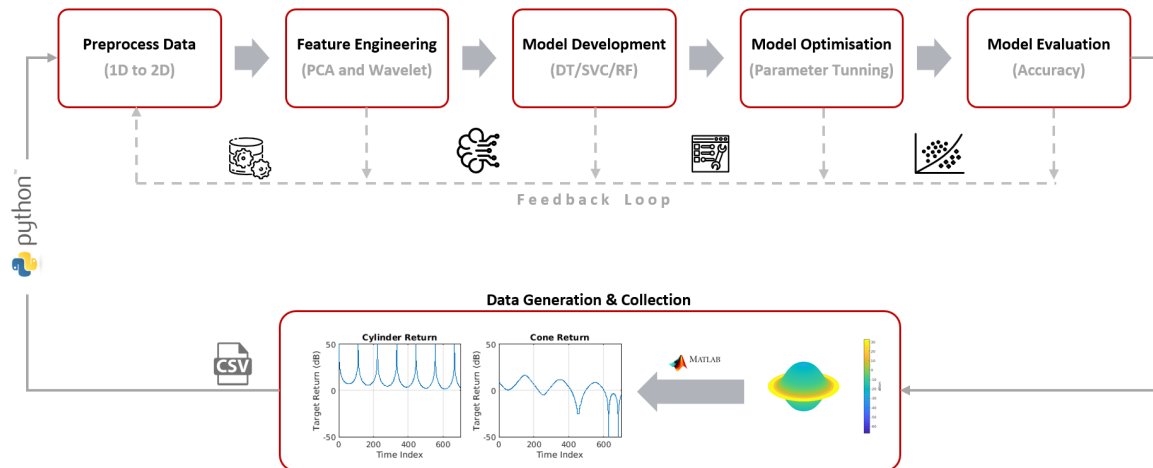 Preprocess Data
(1D to 2D)
Feature Engineering
(PCA and Wavelet)
Model Development
(DT/SVC/RF)
Model Optimisation
(Parameter Tunning)
Model Evaluation
(Accuracy)
Feedback Loop
python™
Data Generation & Collection
CSV
Cylinder Return
Target Return (dB)
50
0
-50
0 200 400 600
Time Index
Cone Return
Target Return (dB)
50
0
-50
0 200 400 600
Time Index
MATLAB